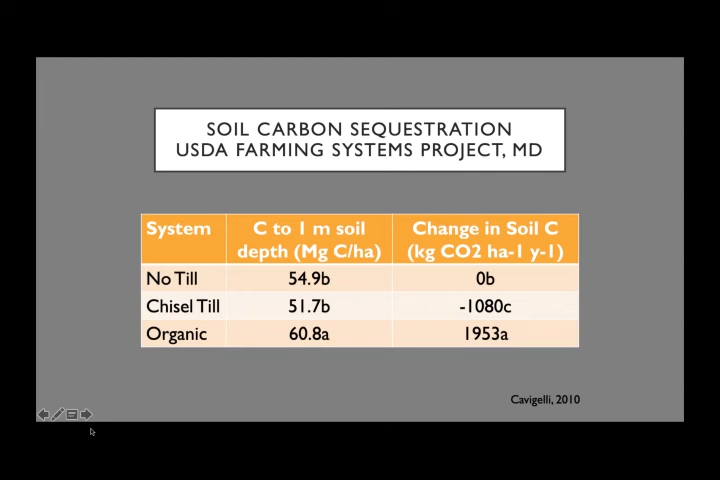 SOIL CARBON SEQUESTRATION
USDA FARMING SYSTEMS PROJECT, MD
System C to 1 m soil depth (Mg C/ha) Change in Soil C (kg CO2 ha-1 y-1)
No Till 54.9b 0b
Chisel Till 51.7b -1080c
Organic 60.8a 1953a
Cavigelli, 2010